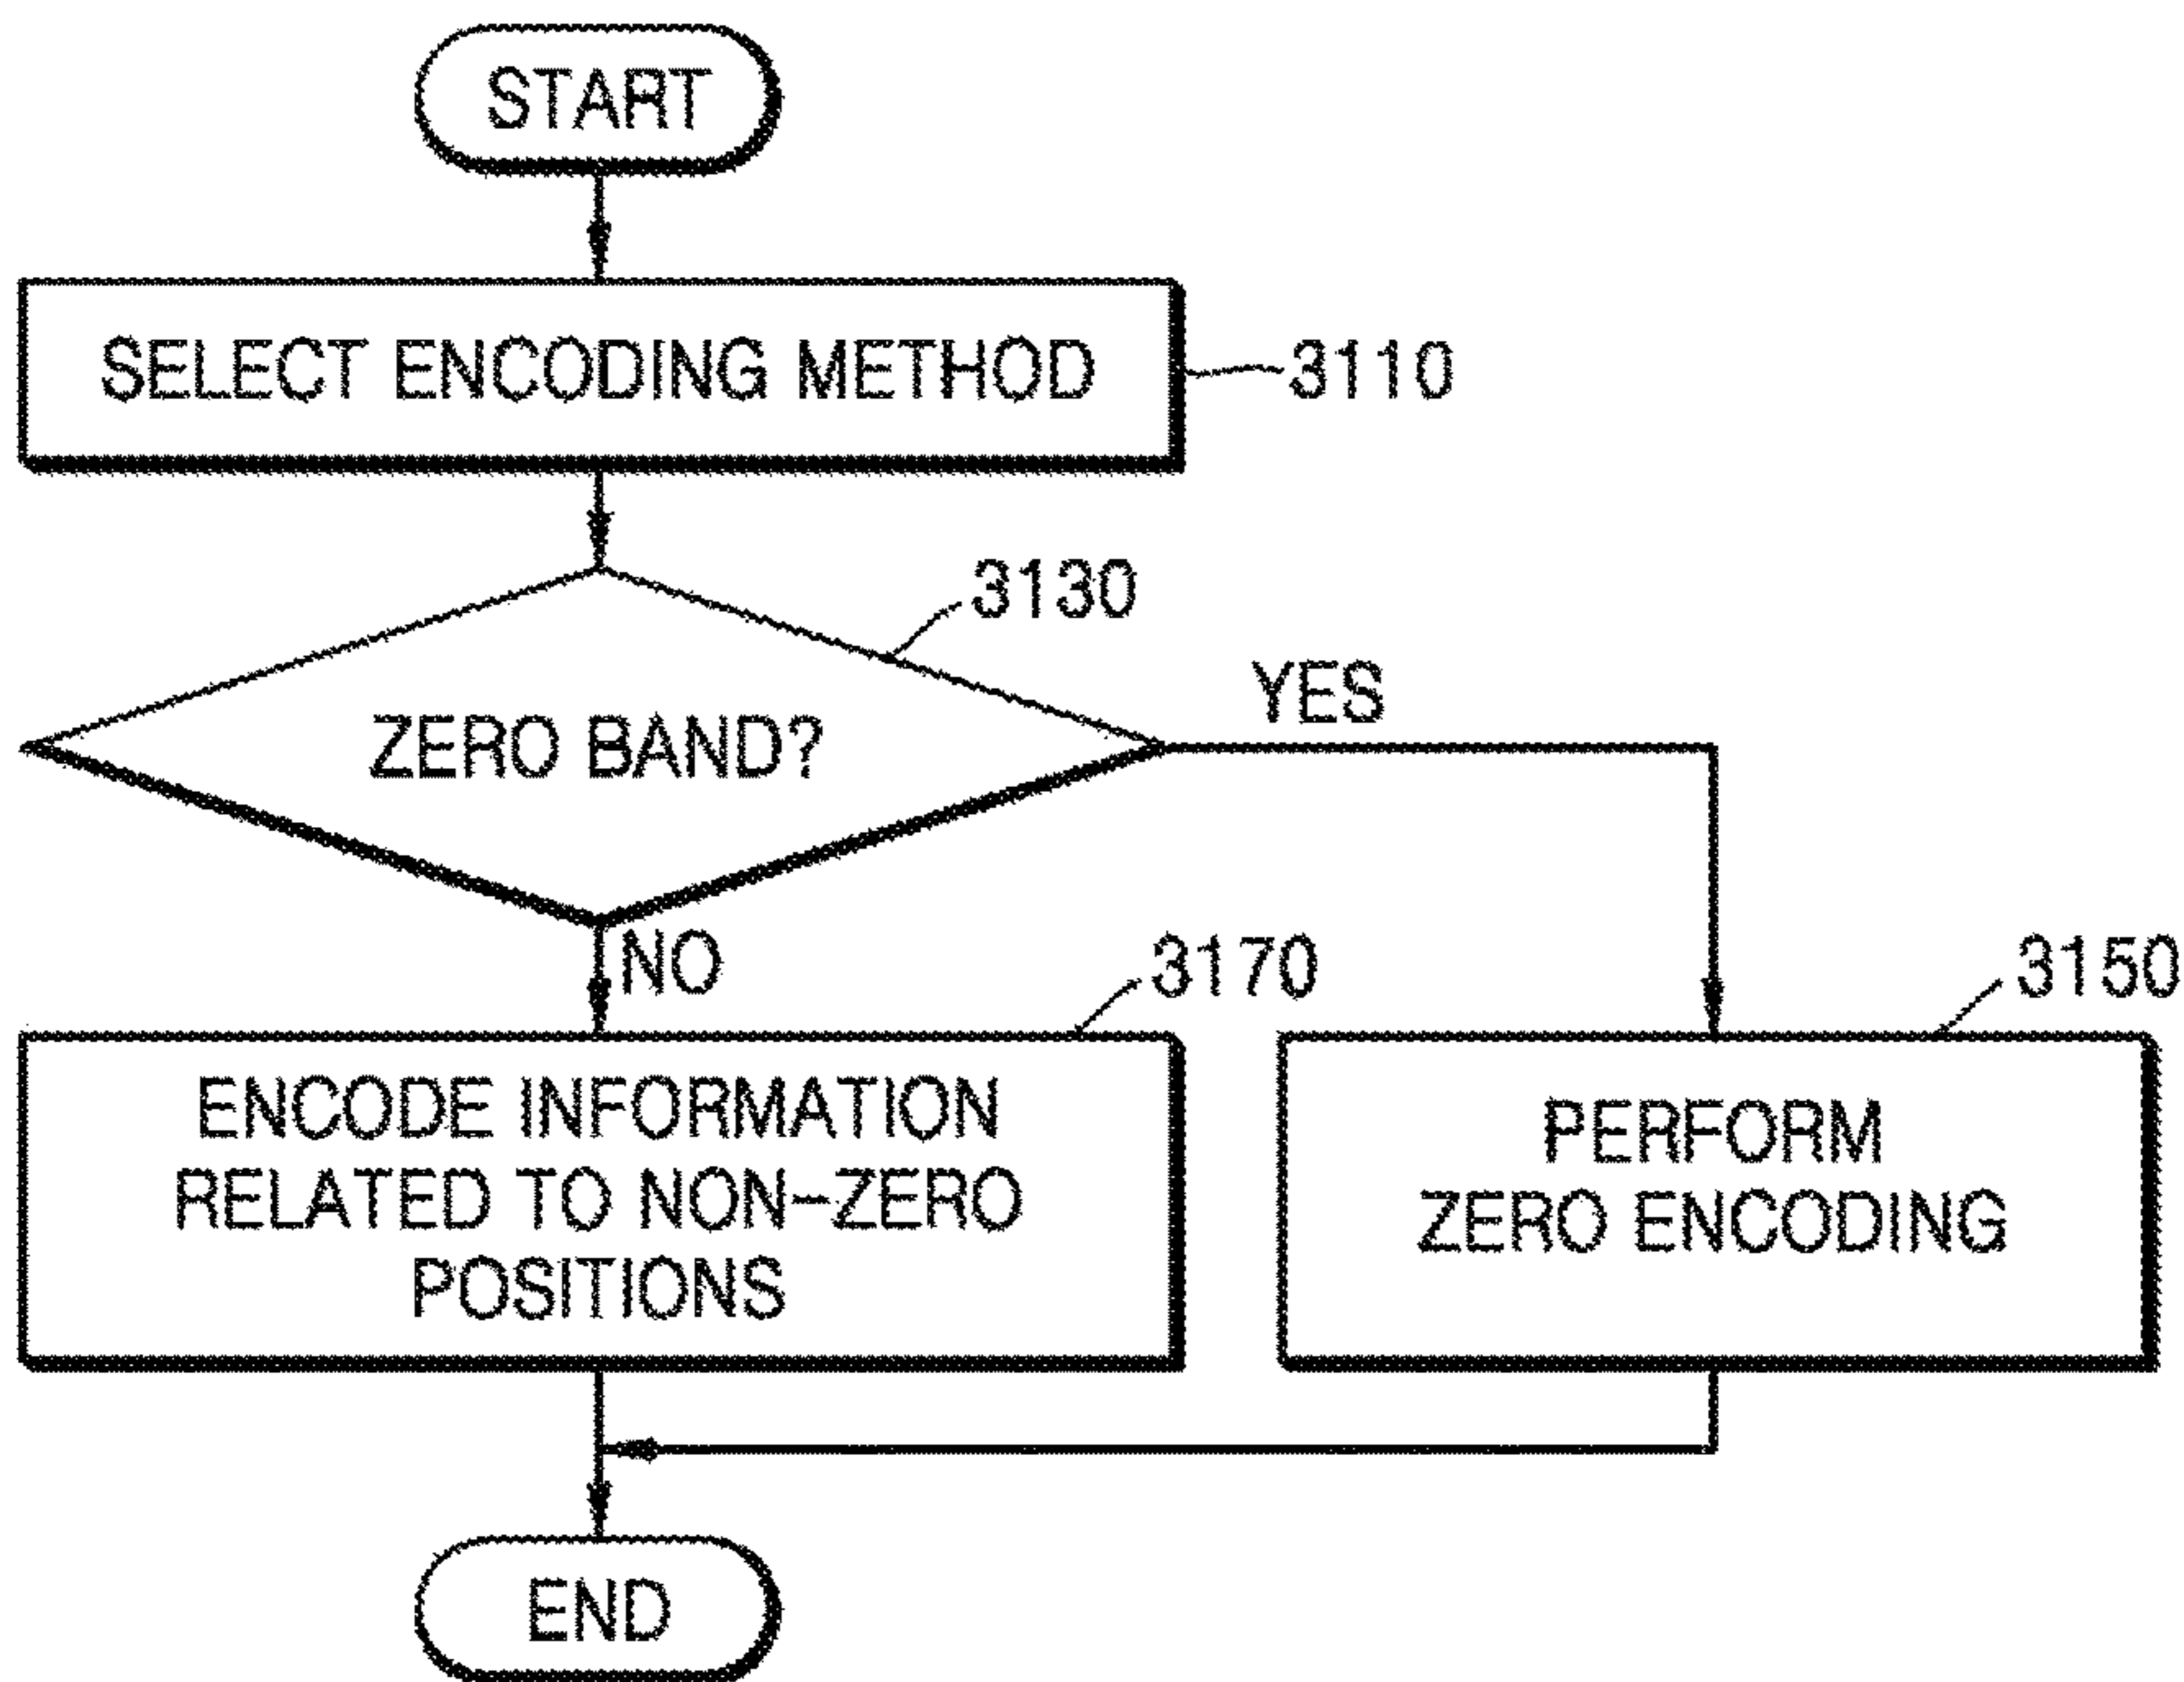 START
SELECT ENCODING METHOD
3110
3130
ZERO BAND?
YES
NO
3170
3150
ENCODE INFORMATION
RELATED TO NON-ZERO
POSITIONS
PERFORM
ZERO ENCODING
END